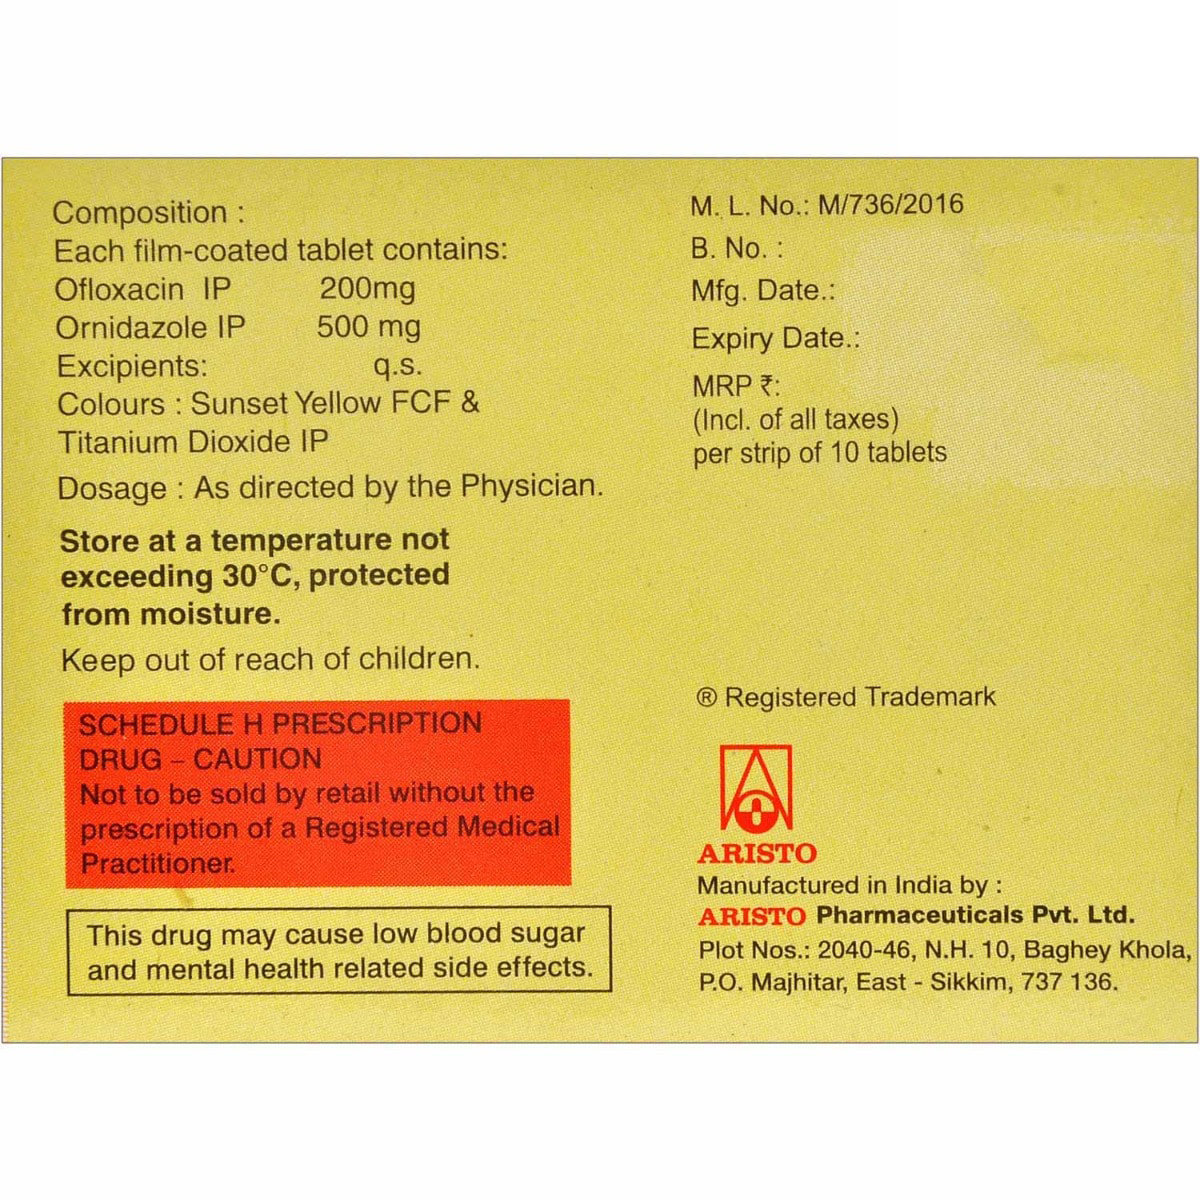 Composition :
Each film-coated tablet contains:
Ofloxacin IP 200mg
Ornidazole IP 500 mg
Excipients: q.s.
Colours : Sunset Yellow FCF &
Titanium Dioxide IP
Dosage : As directed by the Physician.
Store at a temperature not
exceeding 30°C, protected
from moisture.
Keep out of reach of children.
SCHEDULE H PRESCRIPTION
DRUG – CAUTION
Not to be sold by retail without the
prescription of a Registered Medical
Practitioner.
This drug may cause low blood sugar
and mental health related side effects.
M. L. No.: M/736/2016
B. No. :
Mfg. Date.:
Expiry Date.:
MRP ₹:
(Incl. of all taxes)
per strip of 10 tablets
® Registered Trademark
ARISTO
Manufactured in India by :
ARISTO Pharmaceuticals Pvt. Ltd.
Plot Nos.: 2040-46, N.H. 10, Baghey Khola,
P.O. Majhitar, East - Sikkim, 737 136.